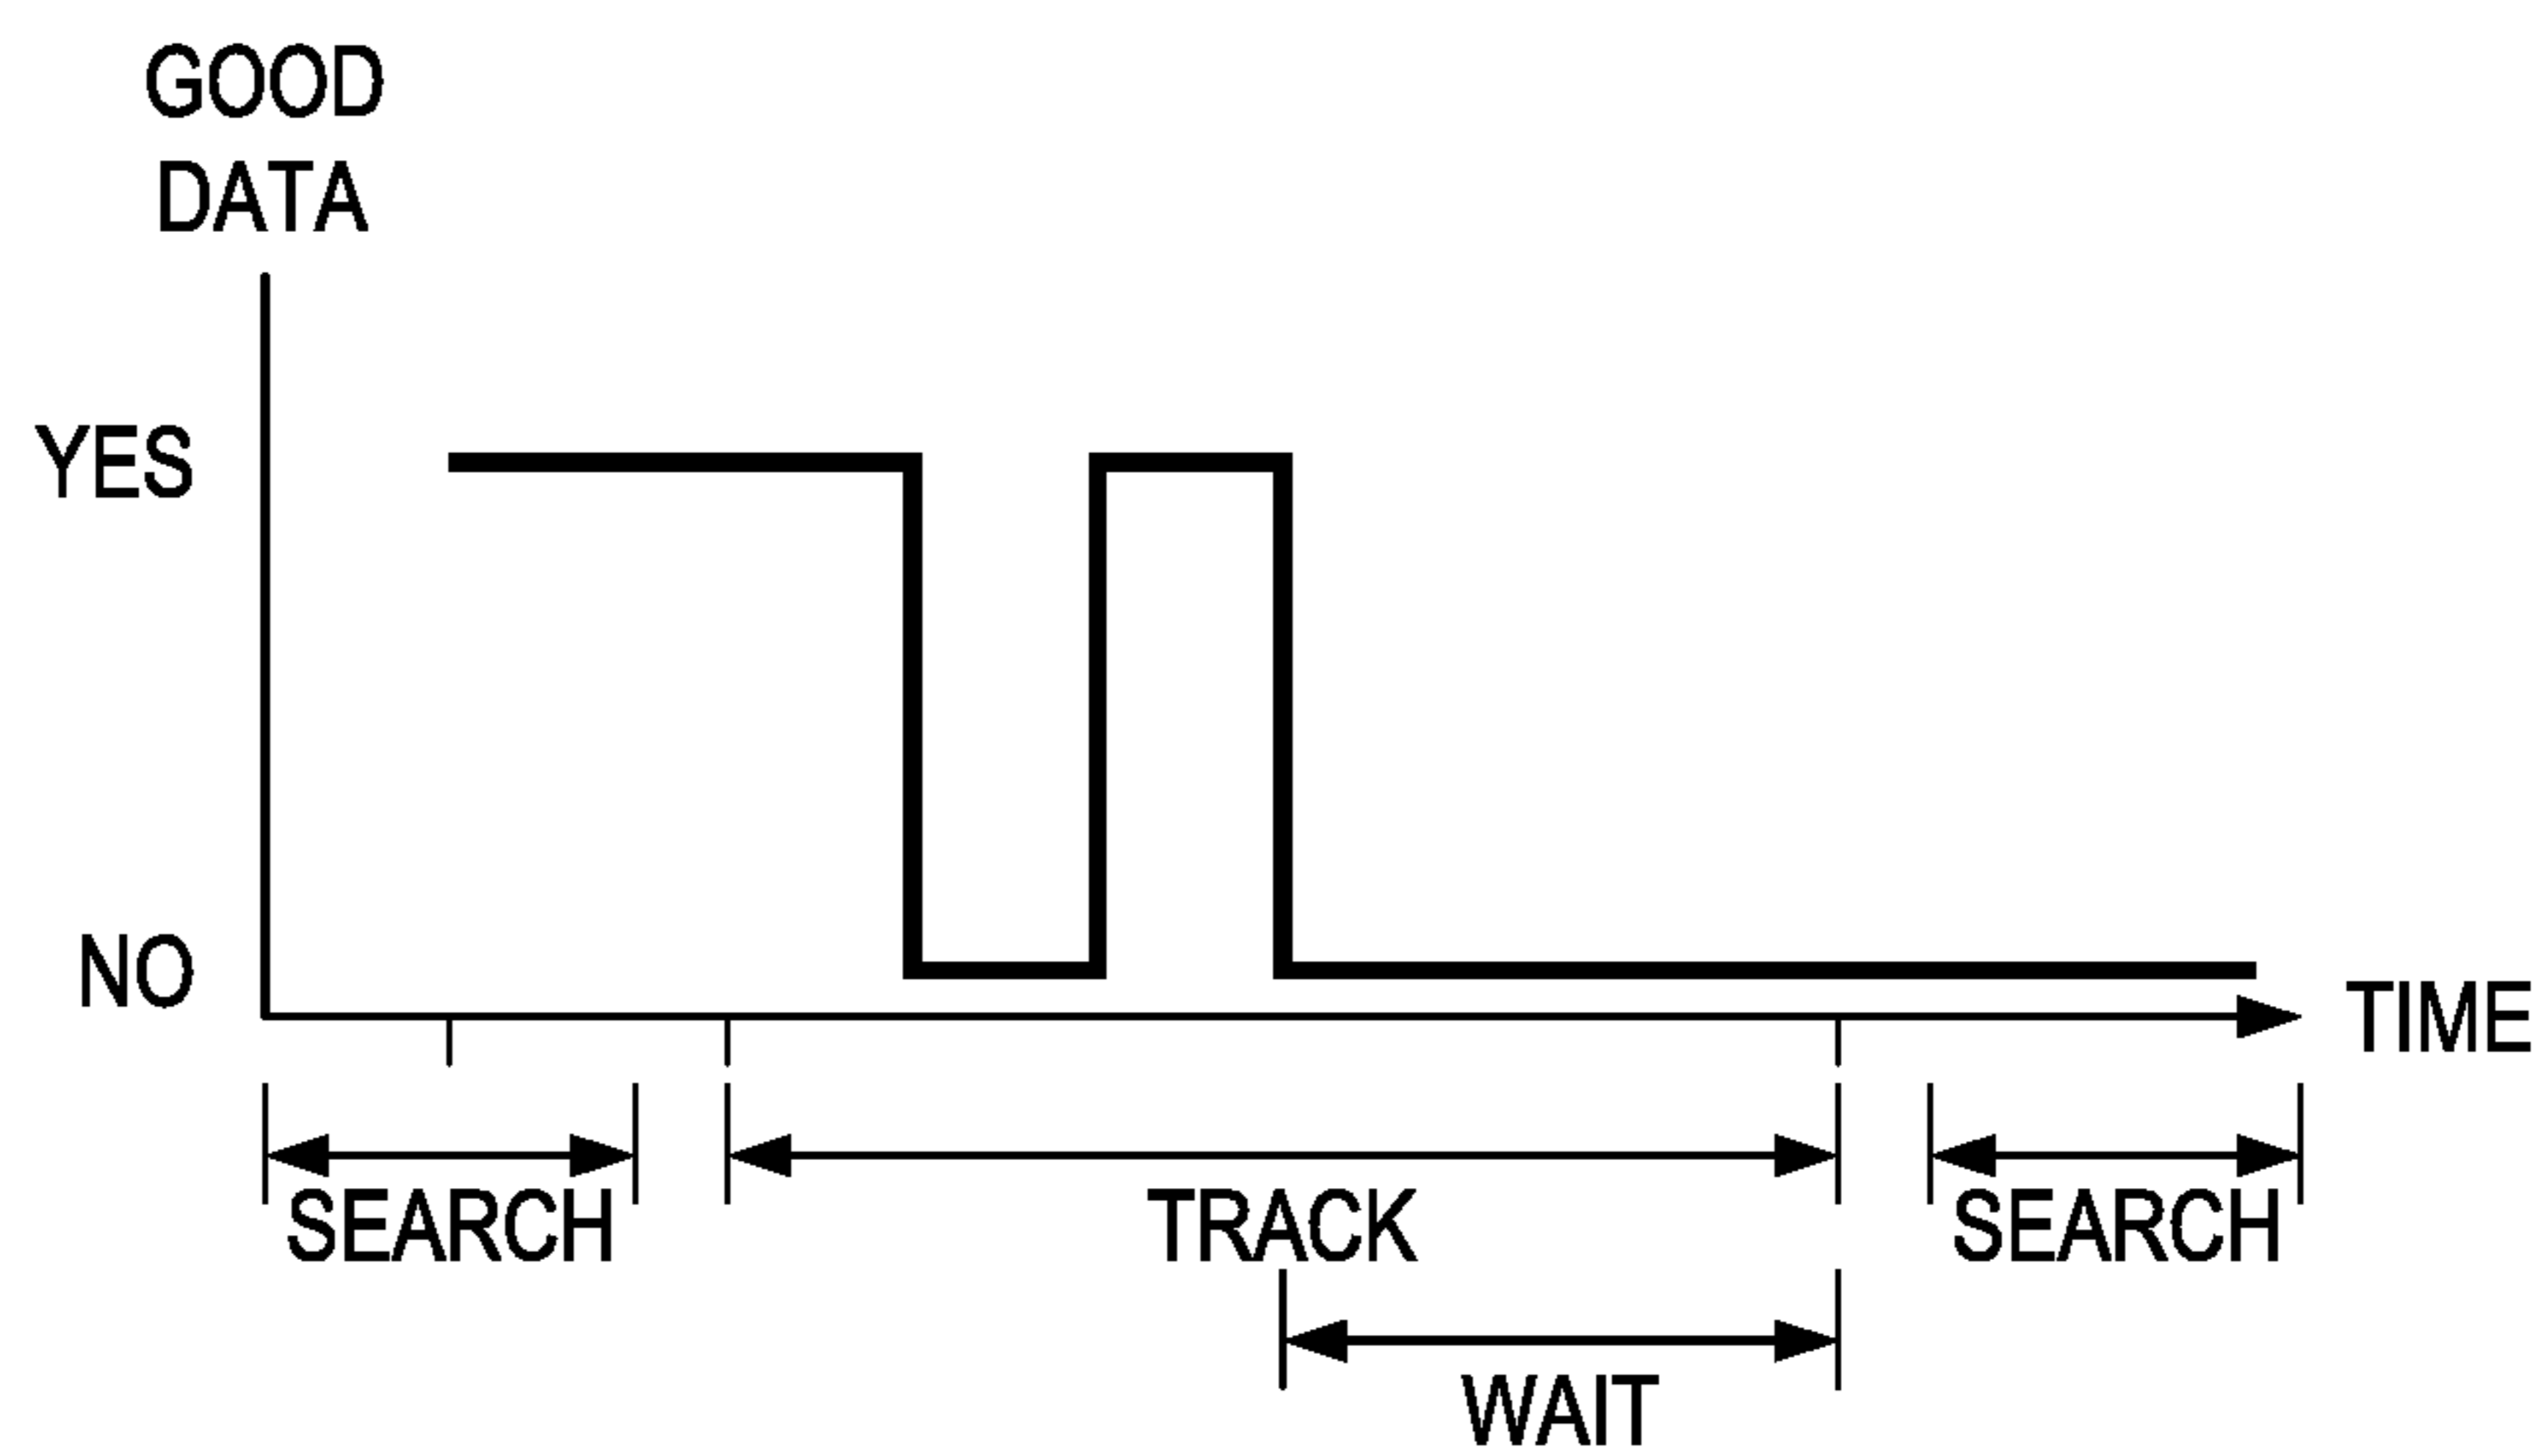 GOOD
DATA
YES
NO
TIME
SEARCH
TRACK
SEARCH
WAIT